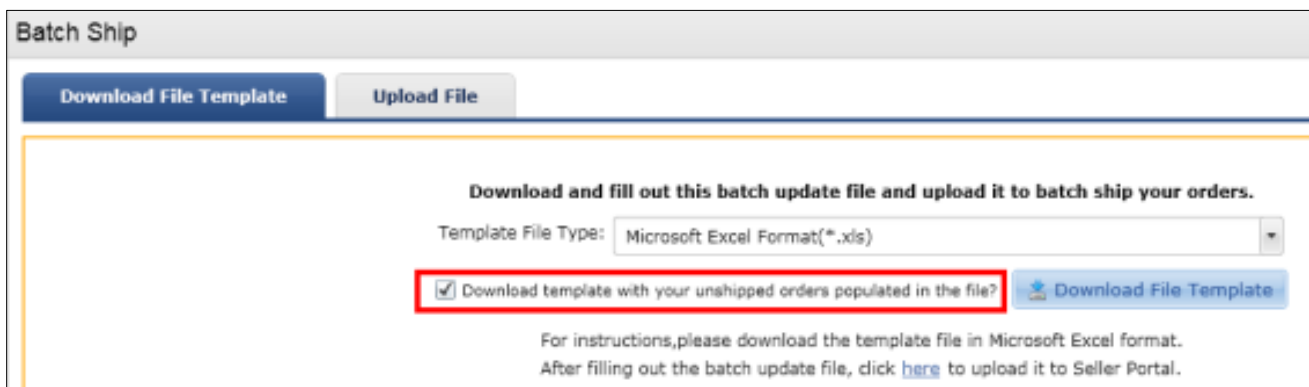 Batch Ship
Download File Template
Upload File
Download and fill out this batch update file and upload it to batch ship your orders.
Template File Type: Microsoft Excel Format(*.xls)
Download template with your unshipped orders populated in the file? Download File Template
For instructions,please download the template file in Microsoft Excel format.
After filling out the batch update file, click here to upload it to Seller Portal.